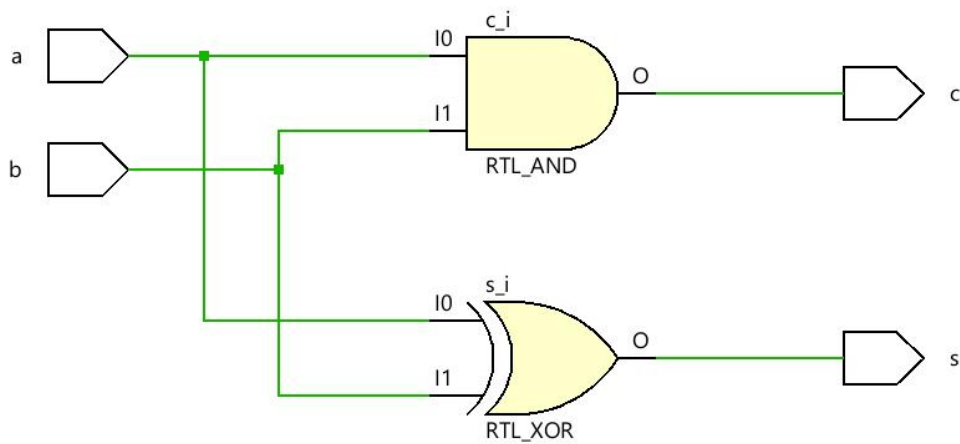 c_i
a
I0
O
c
I1
b
RTL_AND
s_i
I0
O
s
I1
RTL_XOR